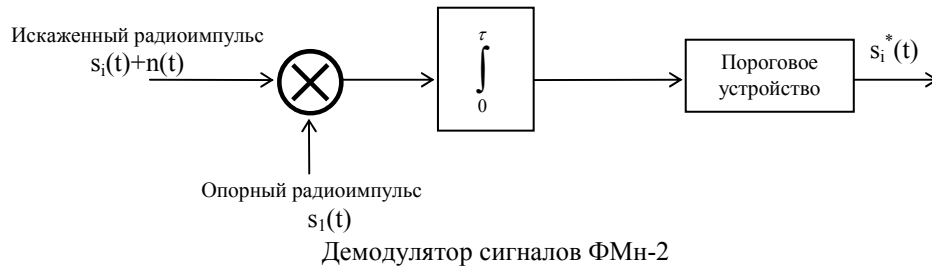 Искаженный радиоимпульс
sᵢ(t)+n(t)
τ
∫
0
Пороговое
устройство
sᵢ*(t)
Опорный радиоимпульс
s₁(t)
Демодулятор сигналов ФМн-2